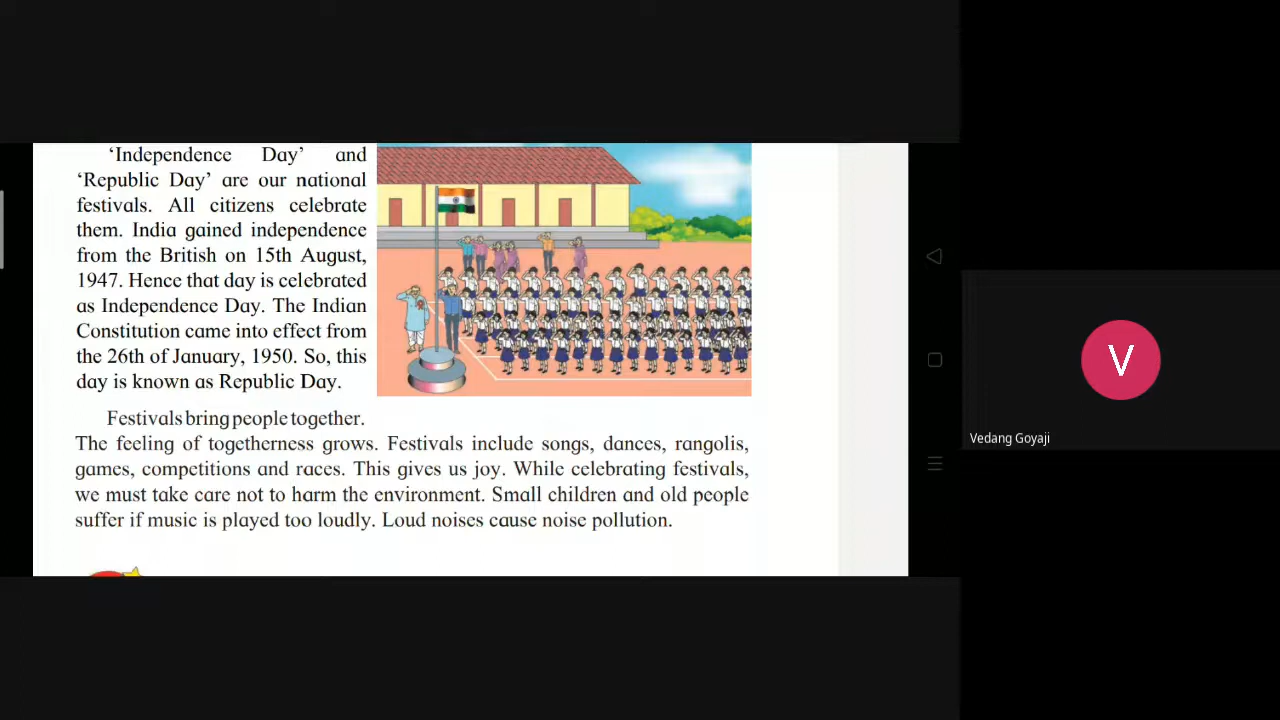 ‘Independence Day’ and
‘Republic Day’ are our national
festivals. All citizens celebrate
them. India gained independence
from the British on 15th August,
1947. Hence that day is celebrated
as Independence Day. The Indian
Constitution came into effect from
the 26th of January, 1950. So, this
day is known as Republic Day.
Festivals bring people together.
The feeling of togetherness grows. Festivals include songs, dances, rangolis,
games, competitions and races. This gives us joy. While celebrating festivals,
we must take care not to harm the environment. Small children and old people
suffer if music is played too loudly. Loud noises cause noise pollution.
V
Vedang Goyaji